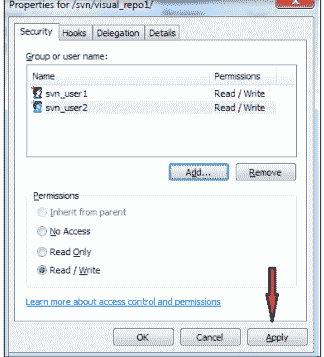 Properties for /svn/visual_repo1/
Security Hooks Delegation Details
Group or user name:
Name Permissions
svn_user1 Read / Write
svn_user2 Read / Write
Add... Remove
Permissions
Inherit from parent
No Access
Read Only
Read / Write
Learn more about access control and permissions
OK Cancel Apply